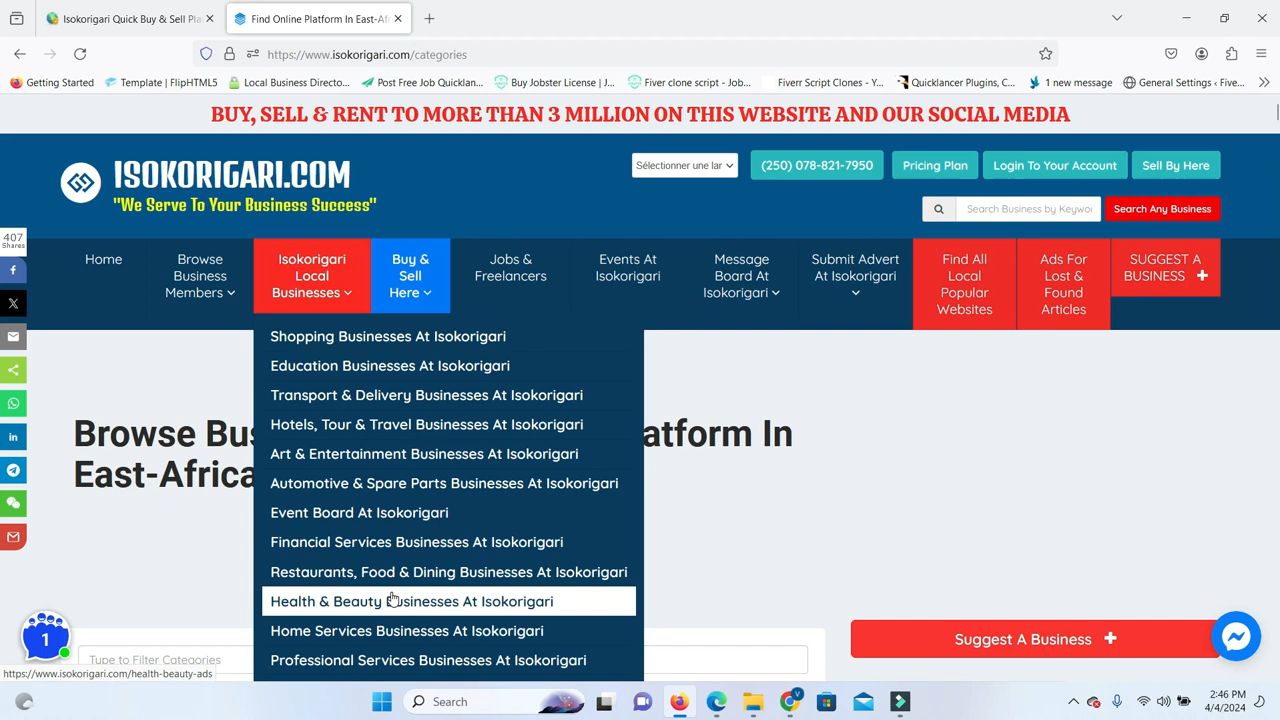 Isokorigari Quick Buy & Sell Pla
Find Online Platform In East-Afr
https://www.isokorigari.com/categories
Getting Started
Template / FlipHTML5
Local Business Directo...
Post Free Job Quicklan...
Buy Jobster License | J...
Fiver clone script - Job...
Fiverr Script Clones - Y...
Quicklancer Plugins, C...
1 new message
General Settings ‹ Five...
BUY, SELL & RENT TO MORE THAN 3 MILLION ON THIS WEBSITE AND OUR SOCIAL MEDIA
ISOKORIGARI.COM
"We Serve To Your Business Success"
Sélectionner une lar
(250) 078-821-7950
Pricing Plan
Login To Your Account
Sell By Here
Search Business by Keywor
Search Any Business
407
Shares
Home
Browse
Business
Members
Isokorigari
Local
Businesses
Buy &
Sell
Here
Jobs &
Freelancers
Events At
Isokorigari
Message
Board At
Isokorigari
Submit Advert
At Isokorigari
Find All
Local
Popular
Websites
Ads For
Lost &
Found
Articles
SUGGEST A
BUSINESS
Shopping Businesses At Isokorigari
Education Businesses At Isokorigari
Transport & Delivery Businesses At Isokorigari
Hotels, Tour & Travel Businesses At Isokorigari
Art & Entertainment Businesses At Isokorigari
Automotive & Spare Parts Businesses At Isokorigari
Event Board At Isokorigari
Financial Services Businesses At Isokorigari
Restaurants, Food & Dining Businesses At Isokorigari
Health & Beauty Businesses At Isokorigari
Home Services Businesses At Isokorigari
Professional Services Businesses At Isokorigari
Browse Bus
atform In
East-Africa
Suggest A Business
1
Type to Filter Categories
https://www.isokorigari.com/health-beauty-ads
Search
2:46 PM
4/4/2024